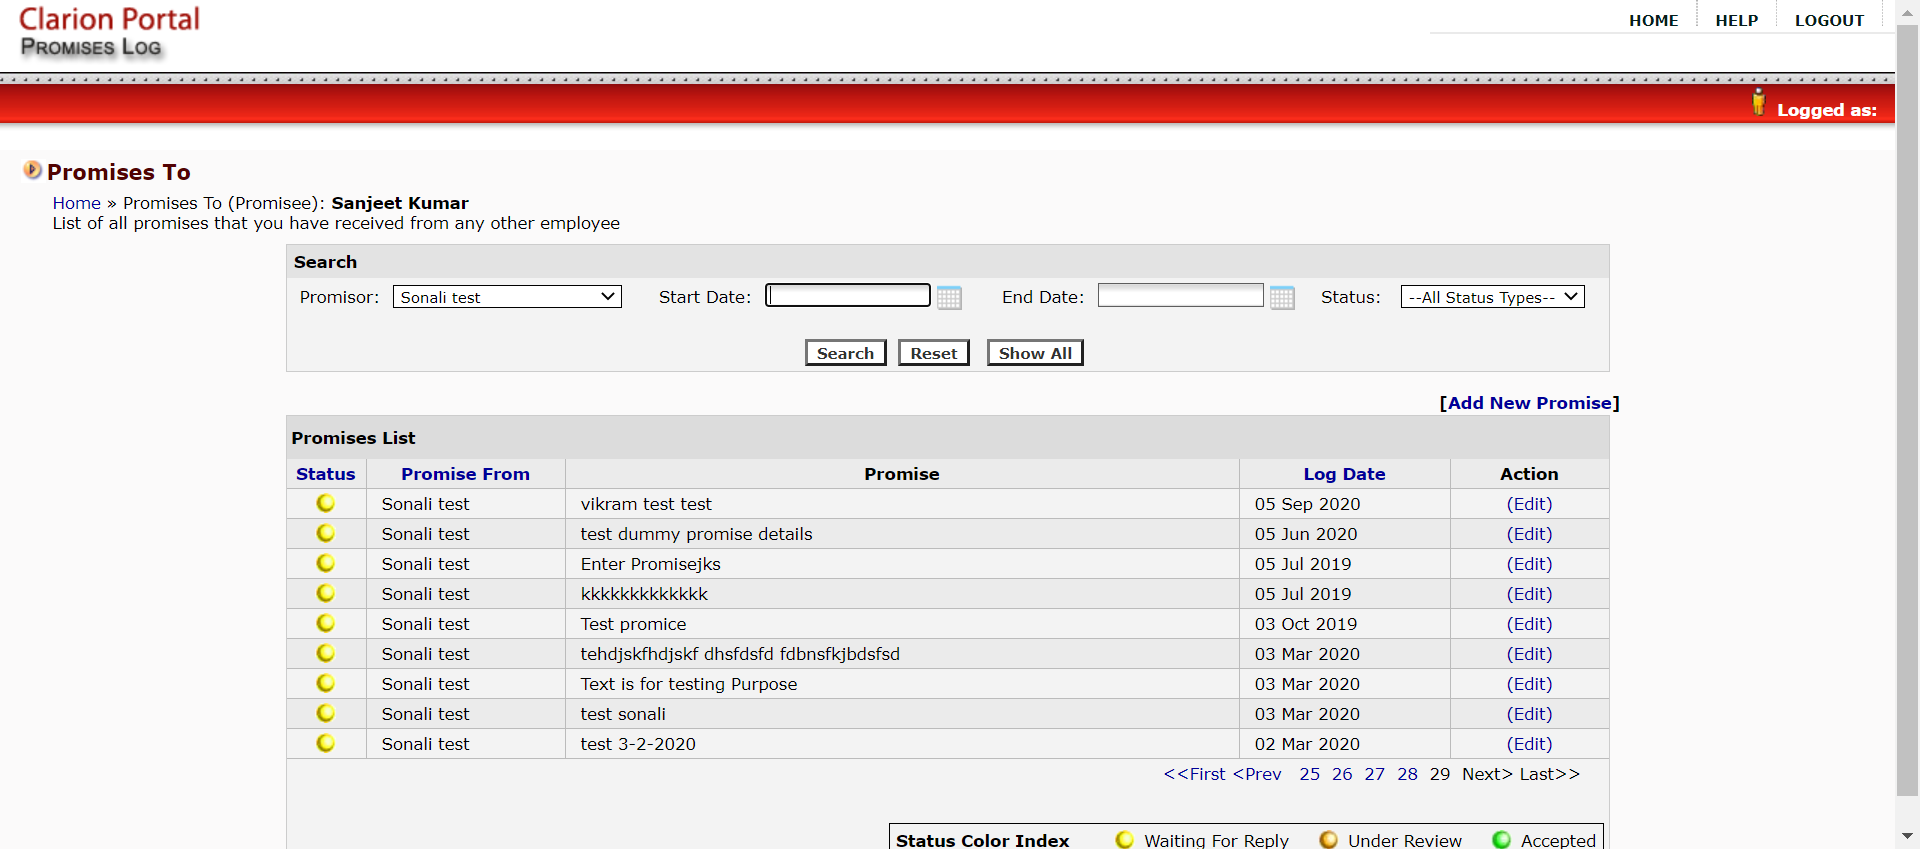 Clarion Portal
Promises Log
HOME HELP LOGOUT
Logged as:
Promises To
Home » Promises To (Promisee): Sanjeet Kumar
List of all promises that you have received from any other employee
Search
Promisor: Sonali test Start Date: End Date: Status: --All Status Types--
Search Reset Show All
[Add New Promise]
Promises List
Status Promise From Promise Log Date Action
Sonali test vikram test test 05 Sep 2020 (Edit)
Sonali test test dummy promise details 05 Jun 2020 (Edit)
Sonali test Enter Promisejks 05 Jul 2019 (Edit)
Sonali test kkkkkkkkkkkkk 05 Jul 2019 (Edit)
Sonali test Test promice 03 Oct 2019 (Edit)
Sonali test tehdjskfhdjskf dhsfdsfd fdbnsfkjbdsfsd 03 Mar 2020 (Edit)
Sonali test Text is for testing Purpose 03 Mar 2020 (Edit)
Sonali test test sonali 03 Mar 2020 (Edit)
Sonali test test 3-2-2020 02 Mar 2020 (Edit)
<<First <Prev 25 26 27 28 29 Next> Last>>
Status Color Index Waiting For Reply Under Review Accepted